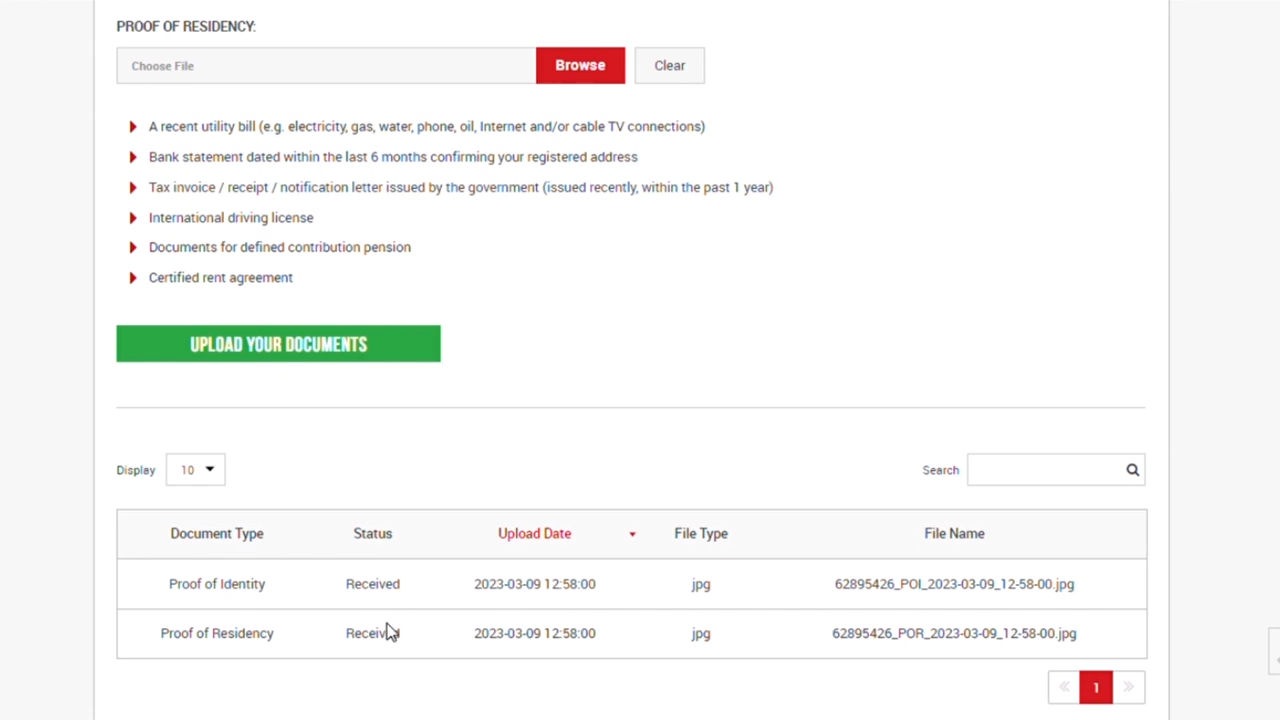 PROOF OF RESIDENCY:
Choose File
Browse
Clear
A recent utility bill (e.g. electricity, gas, water, phone, oil, Internet and/or cable TV connections)
Bank statement dated within the last 6 months confirming your registered address
Tax invoice / receipt / notification letter issued by the government (issued recently, within the past 1 year)
International driving license
Documents for defined contribution pension
Certified rent agreement
UPLOAD YOUR DOCUMENTS
Display 10 Search
Document Type Status Upload Date File Type File Name
Proof of Identity Received 2023-03-09 12:58:00 jpg 62895426_POI_2023-03-09_12-58-00.jpg
Proof of Residency Received 2023-03-09 12:58:00 jpg 62895426_POR_2023-03-09_12-58-00.jpg
« 1 »